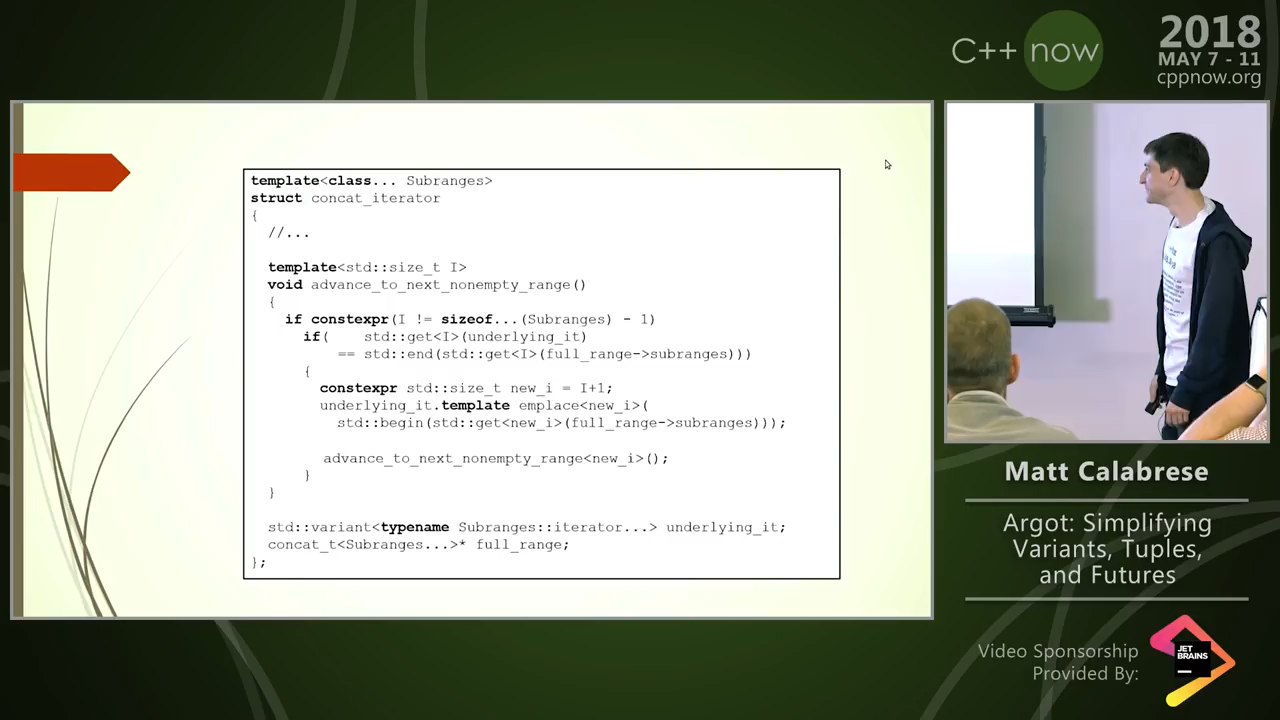 C++ now
2018
MAY 7 - 11
cppnow.org
template<class... Subranges>
struct concat_iterator
{
//...
template<std::size_t I>
void advance_to_next_nonempty_range()
{
if constexpr(I != sizeof...(Subranges) - 1)
if( std::get<I>(underlying_it)
== std::end(std::get<I>(full_range->subranges)))
{
constexpr std::size_t new_i = I+1;
underlying_it.template emplace<new_i>(
std::begin(std::get<new_i>(full_range->subranges)));
advance_to_next_nonempty_range<new_i>();
}
}
std::variant<typename Subranges::iterator...> underlying_it;
concat_t<Subranges...>* full_range;
};
Matt Calabrese
Argot: Simplifying
Variants, Tuples,
and Futures
Video Sponsorship
Provided By:
JET
BRAINS